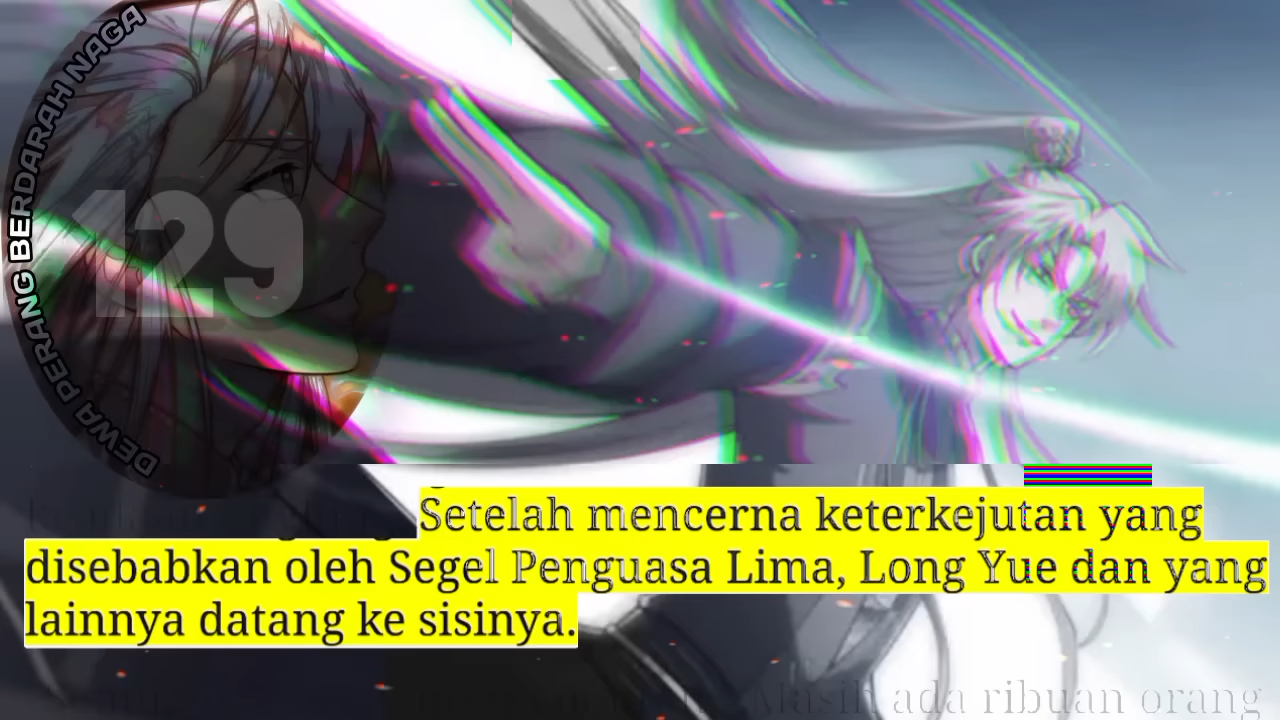 DEWA PERANG BERDARAH NAGA
129
Setelah mencerna keterkejutan yang
disebabkan oleh Segel Penguasa Lima, Long Yue dan yang
lainnya datang ke sisinya.
Masih ada ribuan orang